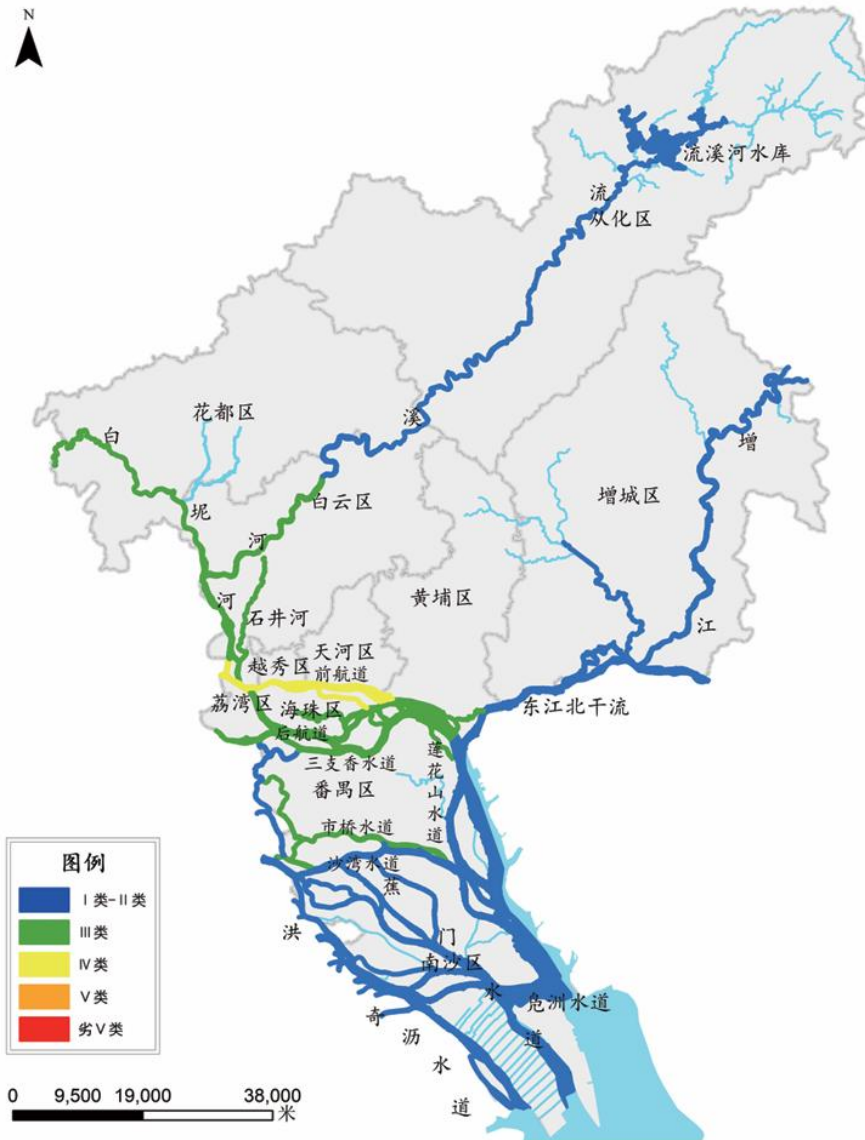 N
流溪河水库
流
从化区
溪
花都区
白
增
坭
白云区
增城区
河
河
石井河
黄埔区
江
天河区
越秀区
前航道
荔湾区
海珠区
东江北干流
后航道
三支香水道
莲花山水道
番禺区
市桥水道
沙湾水道
蕉
洪
门
南沙区
水
凫洲水道
奇
道
沥
水
道
图例
I类-II类
III类
IV类
V类
劣V类
0 9,500 19,000 38,000
米